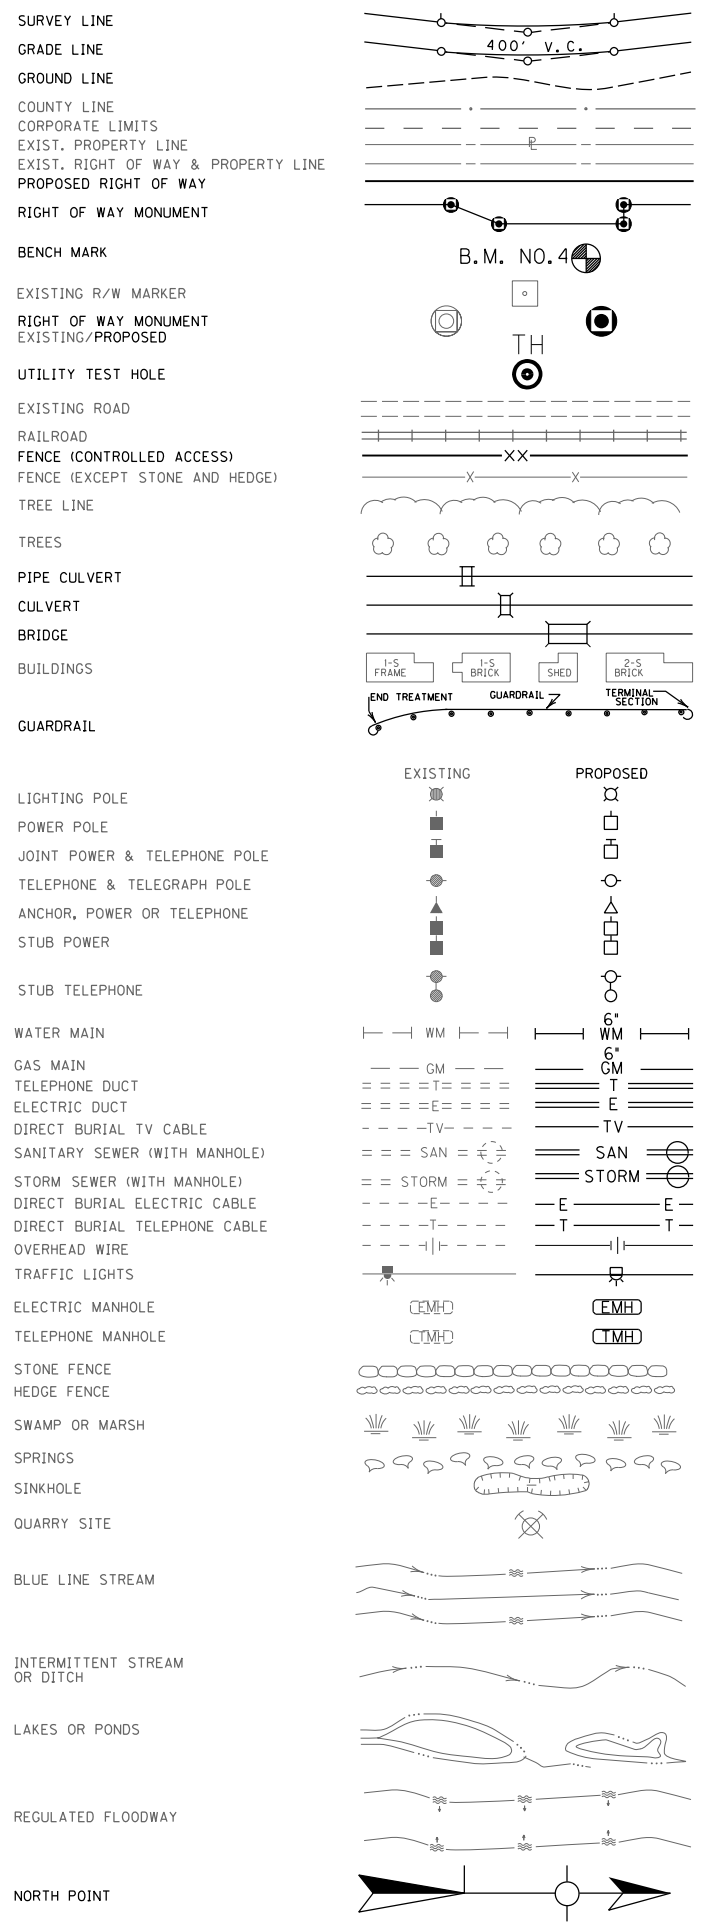 SURVEY LINE
GRADE LINE
400' V.C.
GROUND LINE
COUNTY LINE
CORPORATE LIMITS
EXIST. PROPERTY LINE
PL
EXIST. RIGHT OF WAY & PROPERTY LINE
PROPOSED RIGHT OF WAY
RIGHT OF WAY MONUMENT
BENCH MARK
B.M. NO.4
EXISTING R/W MARKER
RIGHT OF WAY MONUMENT
EXISTING/PROPOSED
TH
UTILITY TEST HOLE
EXISTING ROAD
RAILROAD
FENCE (CONTROLLED ACCESS)
XX
FENCE (EXCEPT STONE AND HEDGE)
X X
TREE LINE
TREES
PIPE CULVERT
CULVERT
BRIDGE
BUILDINGS
1-S FRAME
1-S BRICK
SHED
2-S BRICK
END TREATMENT
GUARDRAIL
TERMINAL SECTION
GUARDRAIL
EXISTING PROPOSED
LIGHTING POLE
POWER POLE
JOINT POWER & TELEPHONE POLE
TELEPHONE & TELEGRAPH POLE
ANCHOR, POWER OR TELEPHONE
STUB POWER
STUB TELEPHONE
6"
WATER MAIN WM WM
6"
GAS MAIN GM GM
TELEPHONE DUCT T T
ELECTRIC DUCT E E
DIRECT BURIAL TV CABLE TV TV
SANITARY SEWER (WITH MANHOLE) SAN SAN
STORM SEWER (WITH MANHOLE) STORM STORM
DIRECT BURIAL ELECTRIC CABLE E E E
DIRECT BURIAL TELEPHONE CABLE T T T
OVERHEAD WIRE
TRAFFIC LIGHTS
ELECTRIC MANHOLE EMH EMH
TELEPHONE MANHOLE TMH TMH
STONE FENCE
HEDGE FENCE
SWAMP OR MARSH
SPRINGS
SINKHOLE
QUARRY SITE
BLUE LINE STREAM
INTERMITTENT STREAM
OR DITCH
LAKES OR PONDS
REGULATED FLOODWAY
NORTH POINT